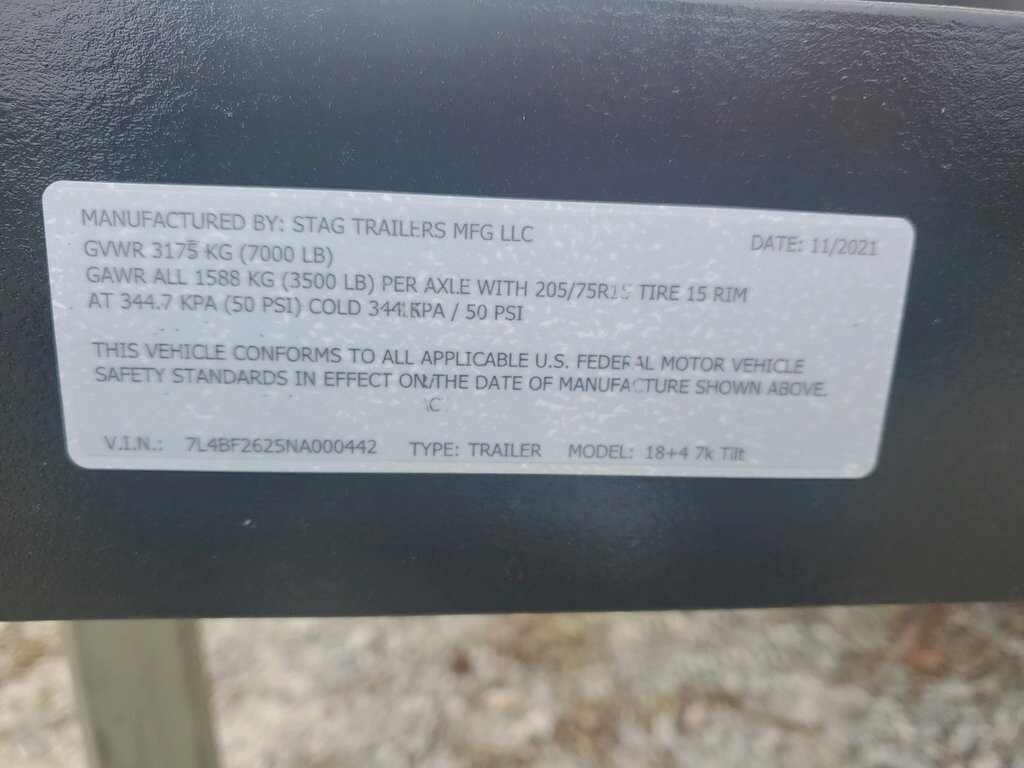 MANUFACTURED BY: STAG TRAILERS MFG LLC
DATE: 11/2021
GVWR 3175 KG (7000 LB)
GAWR ALL 1588 KG (3500 LB) PER AXLE WITH 205/75R15 TIRE 15 RIM
AT 344.7 KPA (50 PSI) COLD KPA / 50 PSI
THIS VEHICLE CONFORMS TO ALL APPLICABLE U.S. FEDERAL MOTOR VEHICLE
SAFETY STANDARDS IN EFFECT ON THE DATE OF MANUFACTURE SHOWN ABOVE.
V.I.N.: 7L4BF2625NA000442 TYPE: TRAILER MODEL: 18+4 7k Tilt